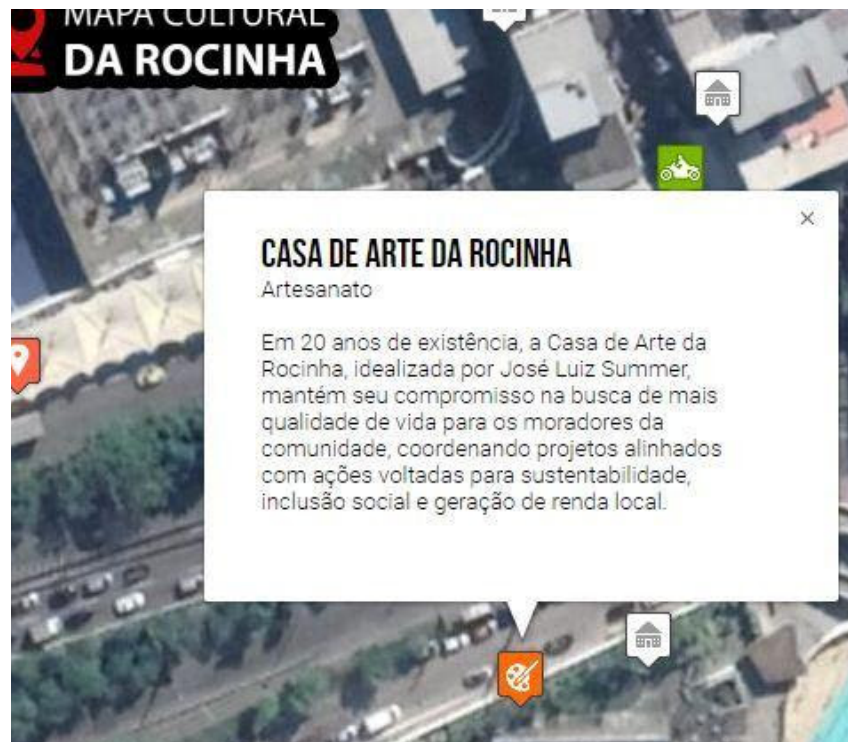 MAPA CULTURAL
DA ROCINHA
CASA DE ARTE DA ROCINHA
Artesanato
Em 20 anos de existência, a Casa de Arte da
Rocinha, idealizada por José Luiz Summer,
mantém seu compromisso na busca de mais
qualidade de vida para os moradores da
comunidade, coordenando projetos alinhados
com ações voltadas para sustentabilidade,
inclusão social e geração de renda local.